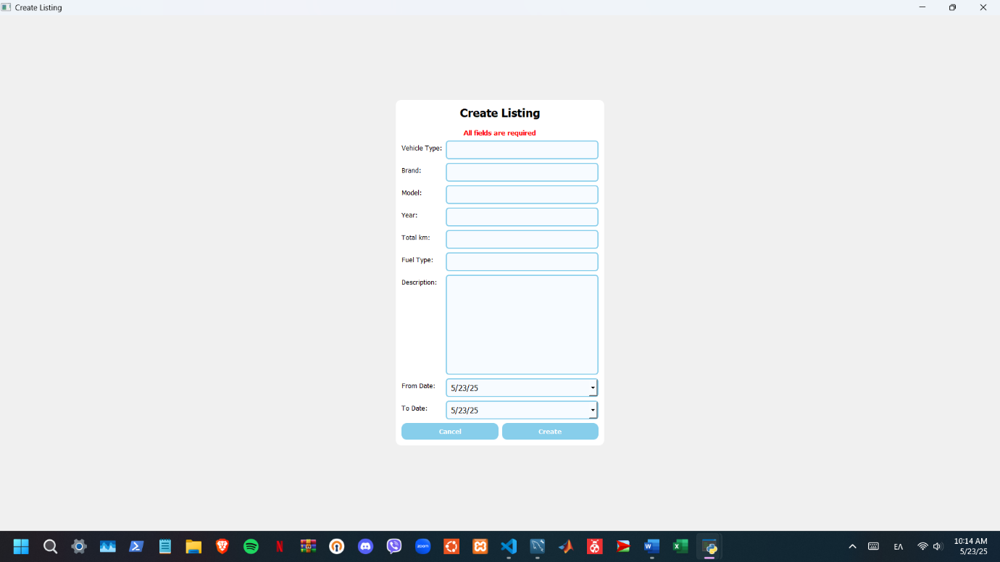 Create Listing
Create Listing
All fields are required
Vehicle Type:
Brand:
Model:
Year:
Total km:
Fuel Type:
Description:
From Date: 5/23/25
To Date: 5/23/25
Cancel Create
zoom
ΕΛ
10:14 AM
5/23/25